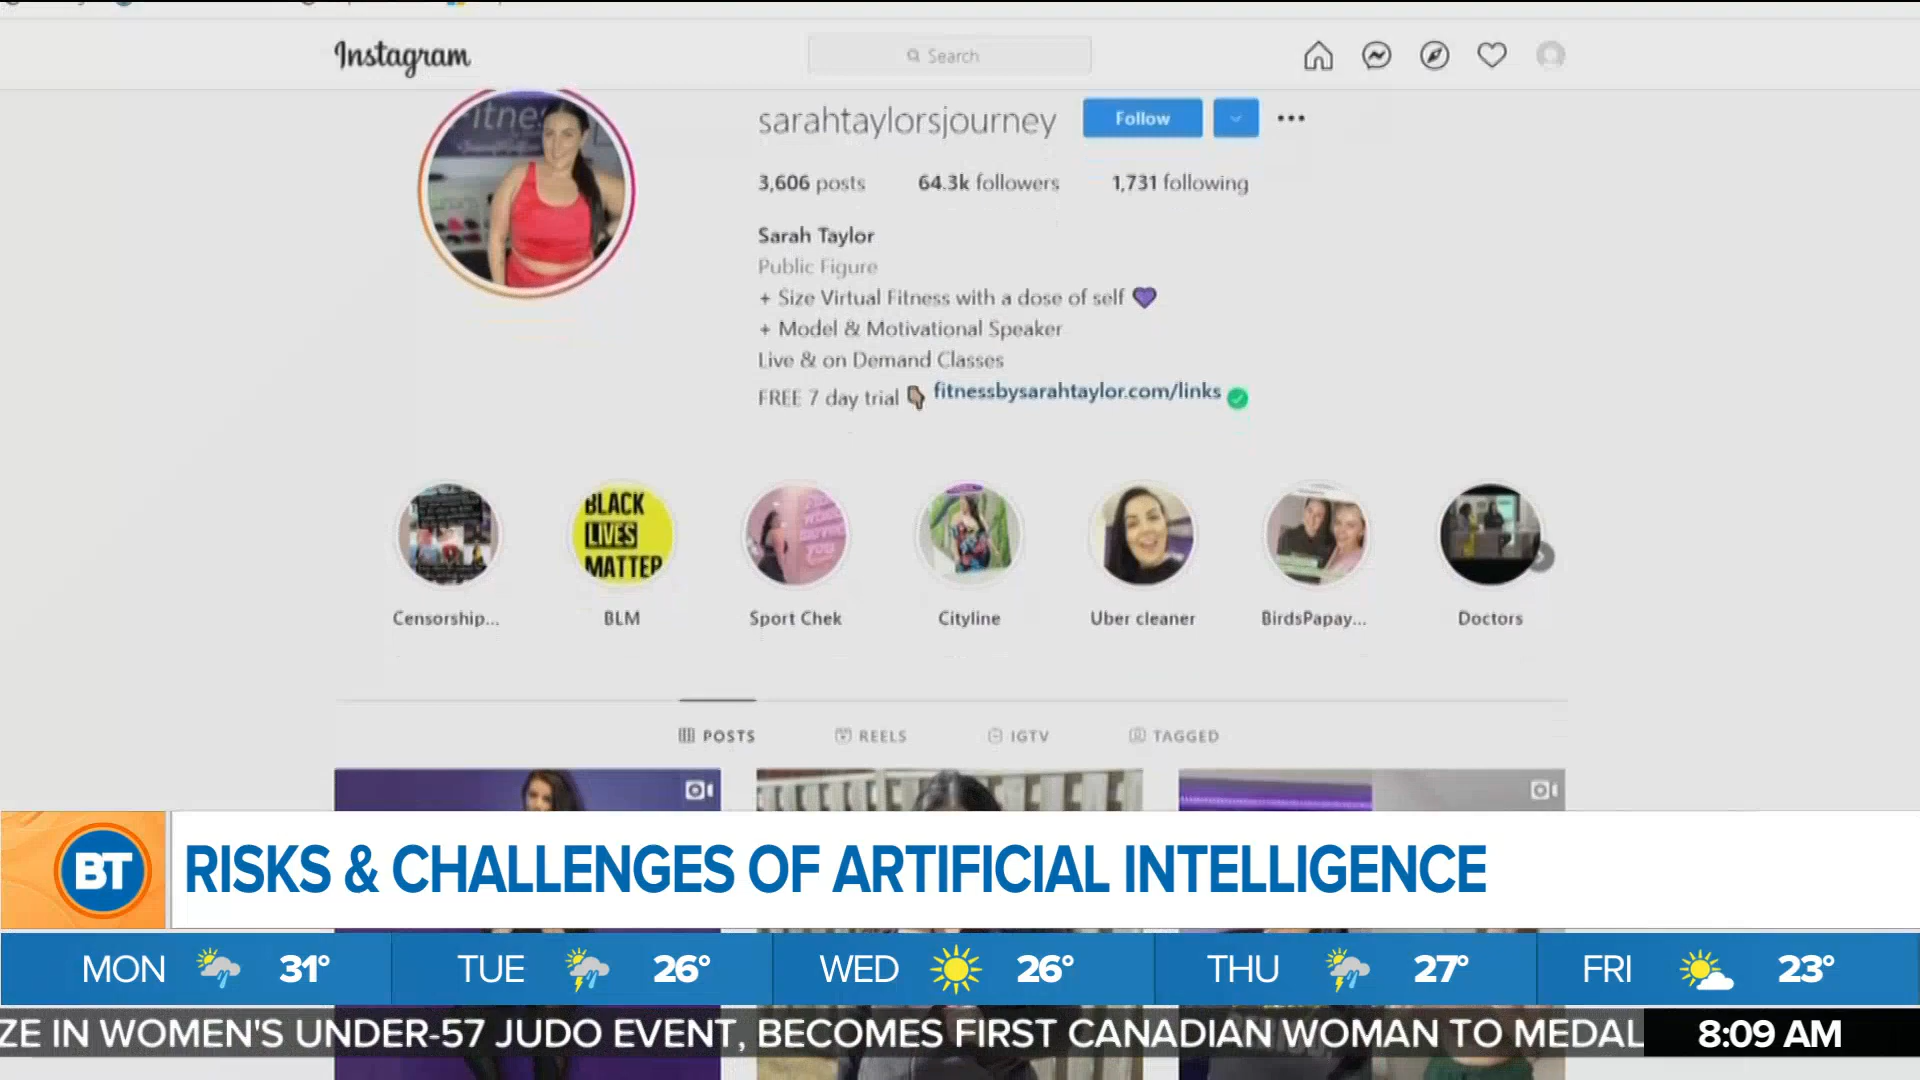 Instagram
Search
Fitness
sarahtaylorsjourney
Follow
3,606 posts 64.3k followers 1,731 following
Sarah Taylor
Public Figure
+ Size Virtual Fitness with a dose of self 💜
+ Model & Motivational Speaker
Live & on Demand Classes
FREE 7 day trial 👇🏽 fitnessbysarahtaylor.com/links ✅
BLACK
LIVES
MATTER
Censorship...
BLM
Sport Chek
Cityline
Uber cleaner
BirdsPapay...
Doctors
POSTS REELS IGTV TAGGED
BT
RISKS & CHALLENGES OF ARTIFICIAL INTELLIGENCE
MON 31° TUE 26° WED 26° THU 27° FRI 23°
ZE IN WOMEN'S UNDER-57 JUDO EVENT, BECOMES FIRST CANADIAN WOMAN TO MEDAL
8:09 AM